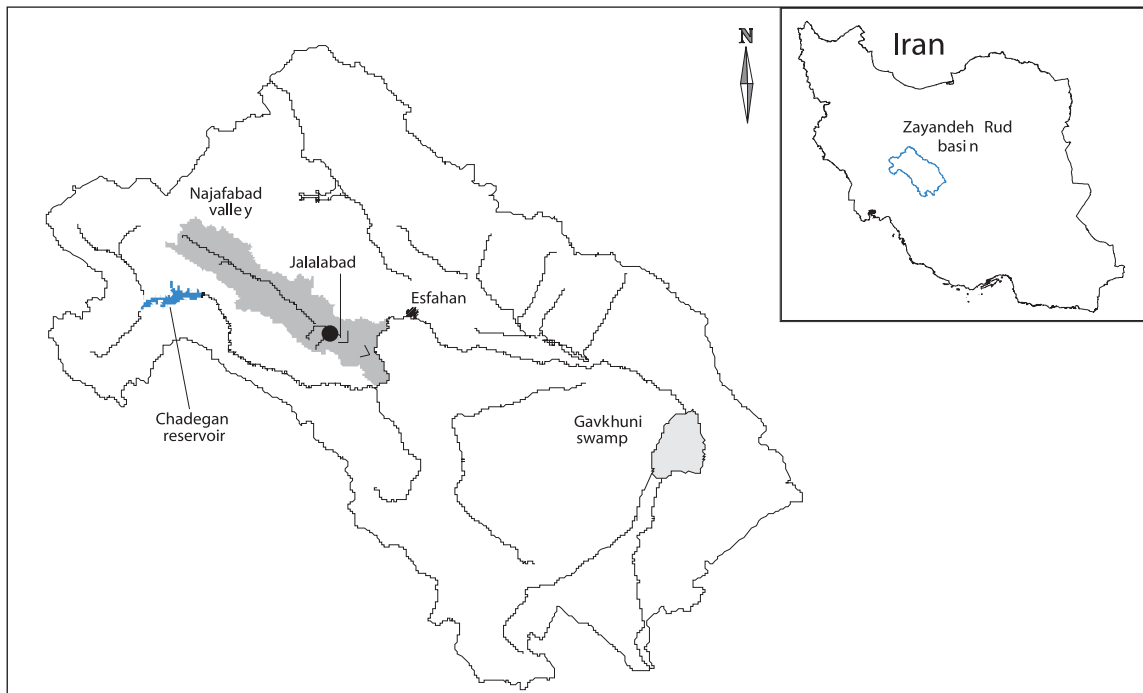 N
Iran
Zayandeh Rud
basin
Najafabad
valley
Jalalabad
Esfahan
Chadegan
reservoir
Gavkhuni
swamp